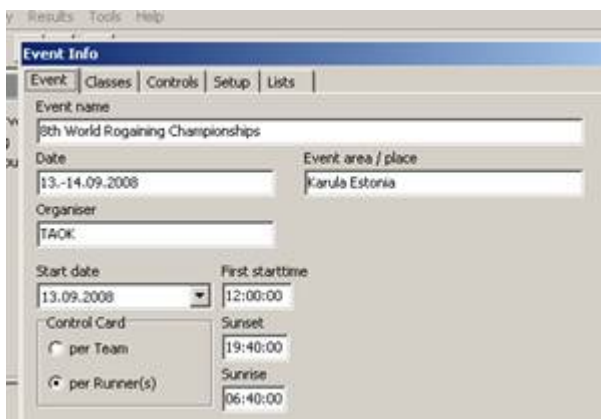 Results Tools Help
Event Info
Event Classes Controls Setup Lists
Event name
8th World Rogaining Championships
Date Event area / place
13.-14.09.2008 Karula Estonia
Organiser
TAOK
Start date First starttime
13.09.2008 12:00:00
Control Card Sunset
per Team 19:40:00
per Runner(s) Sunrise
06:40:00